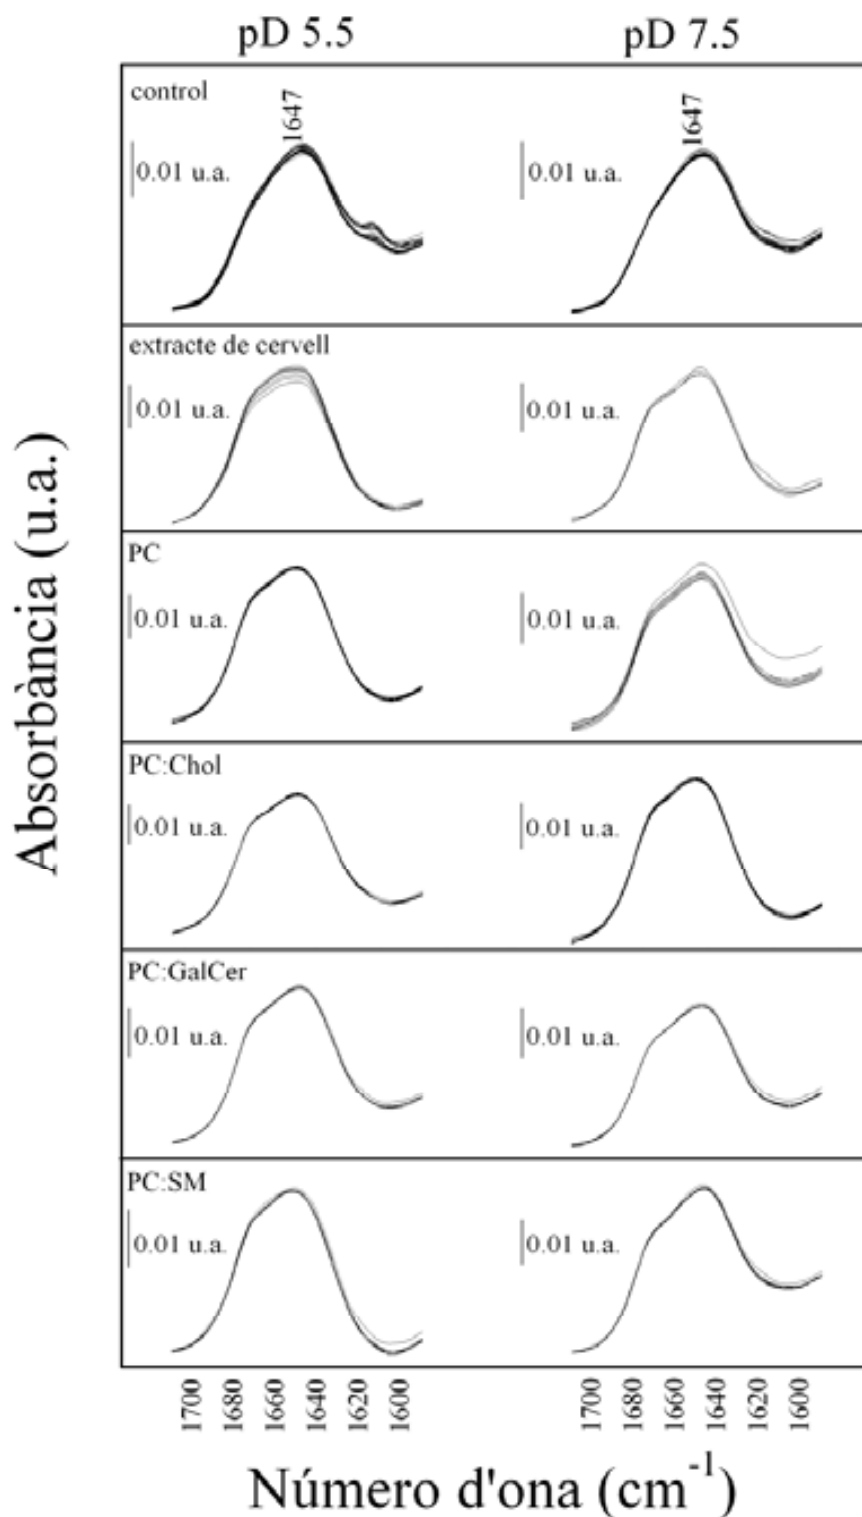 pD 5.5 pD 7.5
control
1647 1647
0.01 u.a. 0.01 u.a.
extracte de cervell
0.01 u.a. 0.01 u.a.
PC
0.01 u.a. 0.01 u.a.
PC:Chol
0.01 u.a. 0.01 u.a.
PC:GalCer
0.01 u.a. 0.01 u.a.
PC:SM
0.01 u.a. 0.01 u.a.
Absorbància (u.a.)
1700 1680 1660 1640 1620 1600 1700 1680 1660 1640 1620 1600
Número d'ona (cm⁻¹)